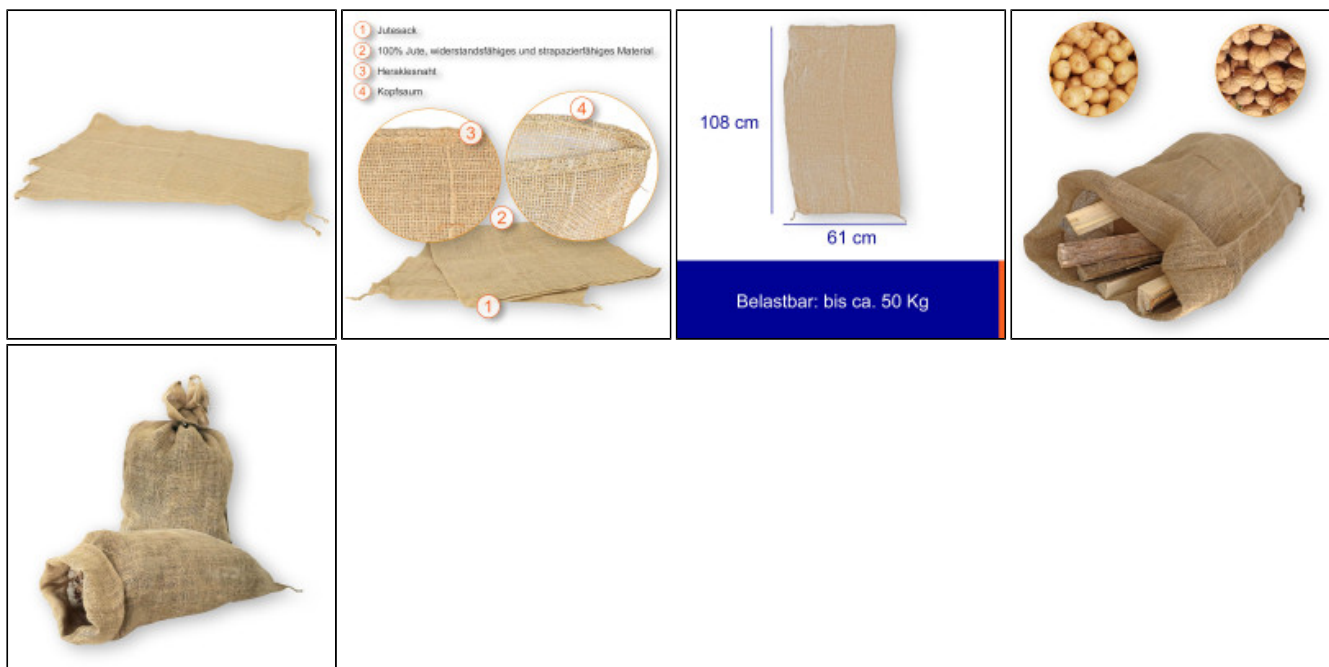 1 Jutesack
2 100% Jute, widerstandsfähiges und strapazierfähiges Material
3 Heraklesnaht
4 Kopfsaum
3
4
2
1
108 cm
61 cm
Belastbar: bis ca. 50 Kg